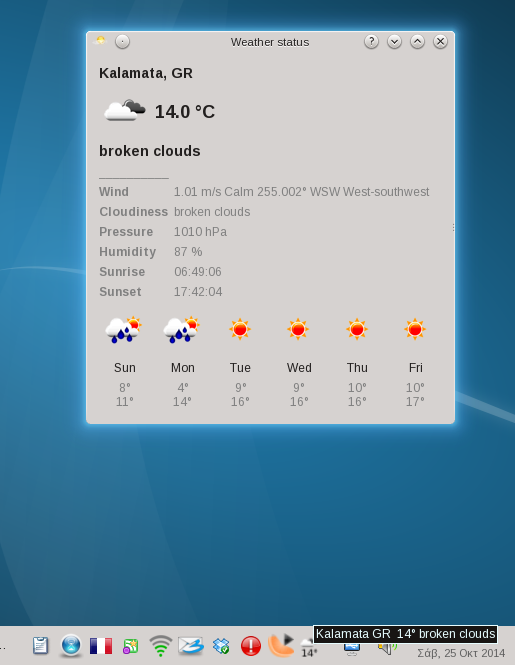 Weather status
Kalamata, GR
14.0 °C
broken clouds
Wind 1.01 m/s Calm 255.002° WSW West-southwest
Cloudiness broken clouds
Pressure 1010 hPa
Humidity 87 %
Sunrise 06:49:06
Sunset 17:42:04
Sun Mon Tue Wed Thu Fri
8° 4° 9° 9° 10° 10°
11° 14° 16° 16° 16° 17°
Kalamata GR 14° broken clouds
14°
Σάβ, 25 Οκτ 2014